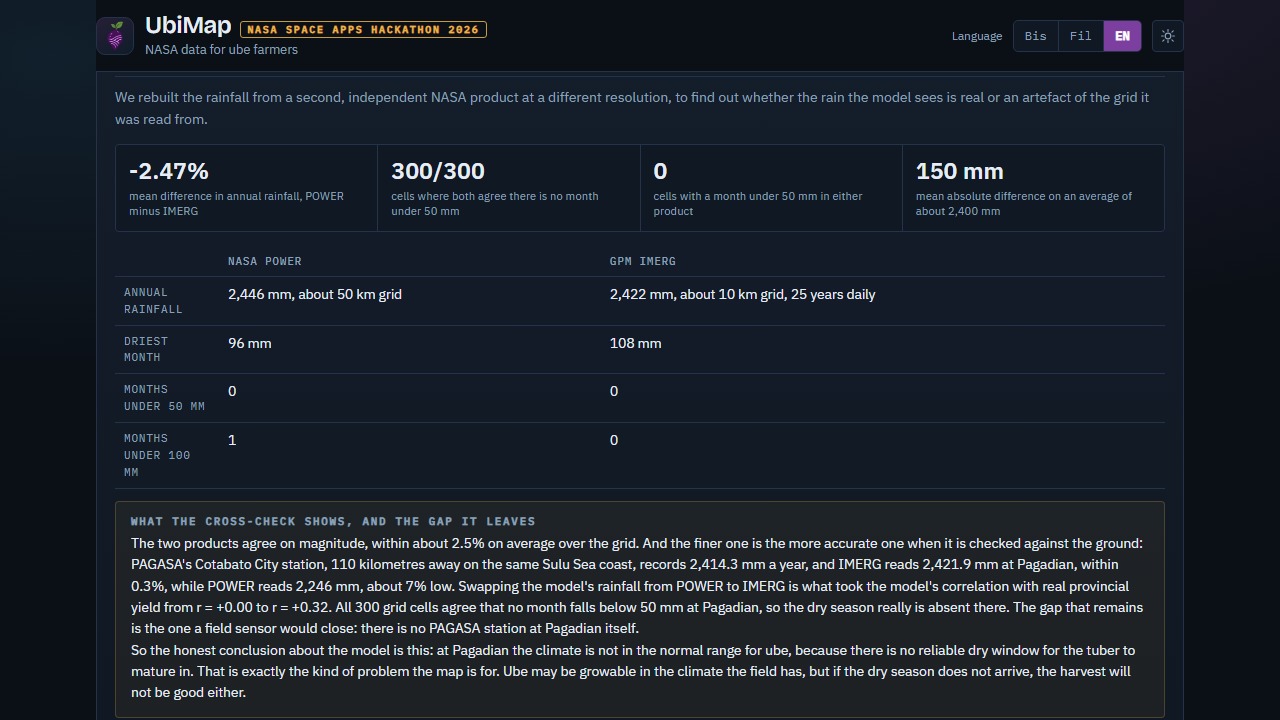 UbiMap NASA SPACE APPS HACKATHON 2026
NASA data for ube farmers
Language Bis Fil EN
We rebuilt the rainfall from a second, independent NASA product at a different resolution, to find out whether the rain the model sees is real or an artefact of the grid it
was read from.
-2.47%
mean difference in annual rainfall, POWER
minus IMERG
300/300
cells where both agree there is no month
under 50 mm
0
cells with a month under 50 mm in either
product
150 mm
mean absolute difference on an average of
about 2,400 mm
NASA POWER GPM IMERG
ANNUAL
RAINFALL
2,446 mm, about 50 km grid 2,422 mm, about 10 km grid, 25 years daily
DRIEST
MONTH
96 mm 108 mm
MONTHS
UNDER 50 MM
0 0
MONTHS
UNDER 100
MM
1 0
WHAT THE CROSS-CHECK SHOWS, AND THE GAP IT LEAVES
The two products agree on magnitude, within about 2.5% on average over the grid. And the finer one is the more accurate one when it is checked against the ground:
PAGASA's Cotabato City station, 110 kilometres away on the same Sulu Sea coast, records 2,414.3 mm a year, and IMERG reads 2,421.9 mm at Pagadian, within
0.3%, while POWER reads 2,246 mm, about 7% low. Swapping the model's rainfall from POWER to IMERG is what took the model's correlation with real provincial
yield from r = +0.00 to r = +0.32. All 300 grid cells agree that no month falls below 50 mm at Pagadian, so the dry season really is absent there. The gap that remains
is the one a field sensor would close: there is no PAGASA station at Pagadian itself.
So the honest conclusion about the model is this: at Pagadian the climate is not in the normal range for ube, because there is no reliable dry window for the tuber to
mature in. That is exactly the kind of problem the map is for. Ube may be growable in the climate the field has, but if the dry season does not arrive, the harvest will
not be good either.